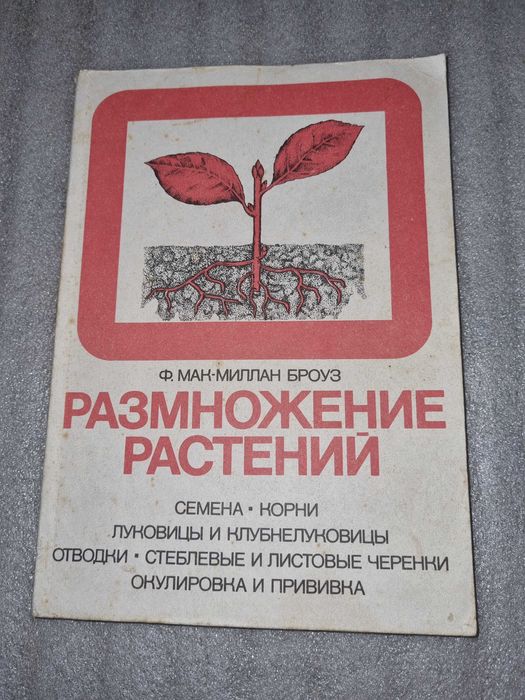 Ф. МАК-МИЛЛАН БРОУЗ
РАЗМНОЖЕНИЕ
РАСТЕНИЙ
СЕМЕНА • КОРНИ
ЛУКОВИЦЫ И КЛУБНЕЛУКОВИЦЫ
ОТВОДКИ • СТЕБЛЕВЫЕ И ЛИСТОВЫЕ ЧЕРЕНКИ
ОКУЛИРОВКА И ПРИВИВКА